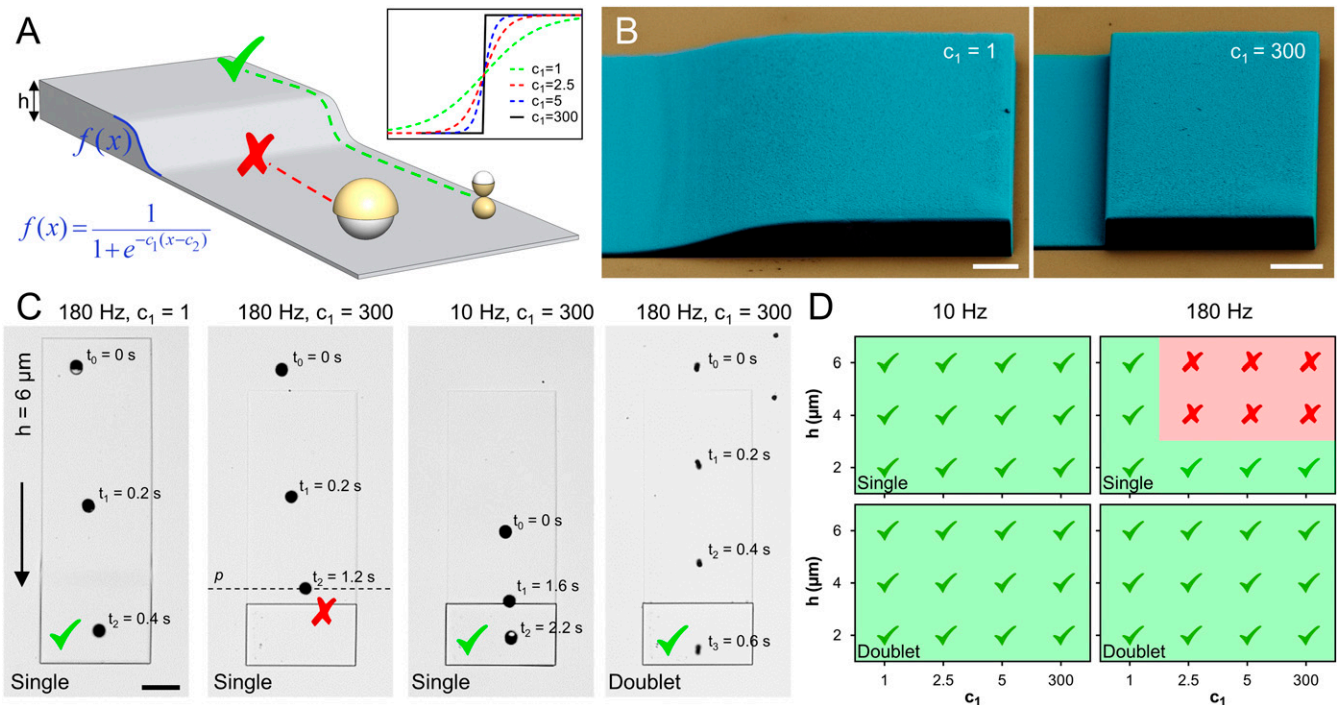 A
h
f(x)
f(x) = 1 / 1+e^{-c₁(x-c₂)}
c₁=1
c₁=2.5
c₁=5
c₁=300
B
c₁ = 1
c₁ = 300
C
180 Hz, c₁ = 1
180 Hz, c₁ = 300
10 Hz, c₁ = 300
180 Hz, c₁ = 300
h = 6 µm
t₀ = 0 s
t₁ = 0.2 s
t₂ = 0.4 s
Single
t₀ = 0 s
t₁ = 0.2 s
p
t₂ = 1.2 s
Single
t₀ = 0 s
t₁ = 1.6 s
t₂ = 2.2 s
Single
t₀ = 0 s
t₁ = 0.2 s
t₂ = 0.4 s
t₃ = 0.6 s
Doublet
D
10 Hz
180 Hz
h (µm)
6
4
2
Single
Single
h (µm)
6
4
2
Doublet
Doublet
1 2.5 5 300
1 2.5 5 300
c₁
c₁